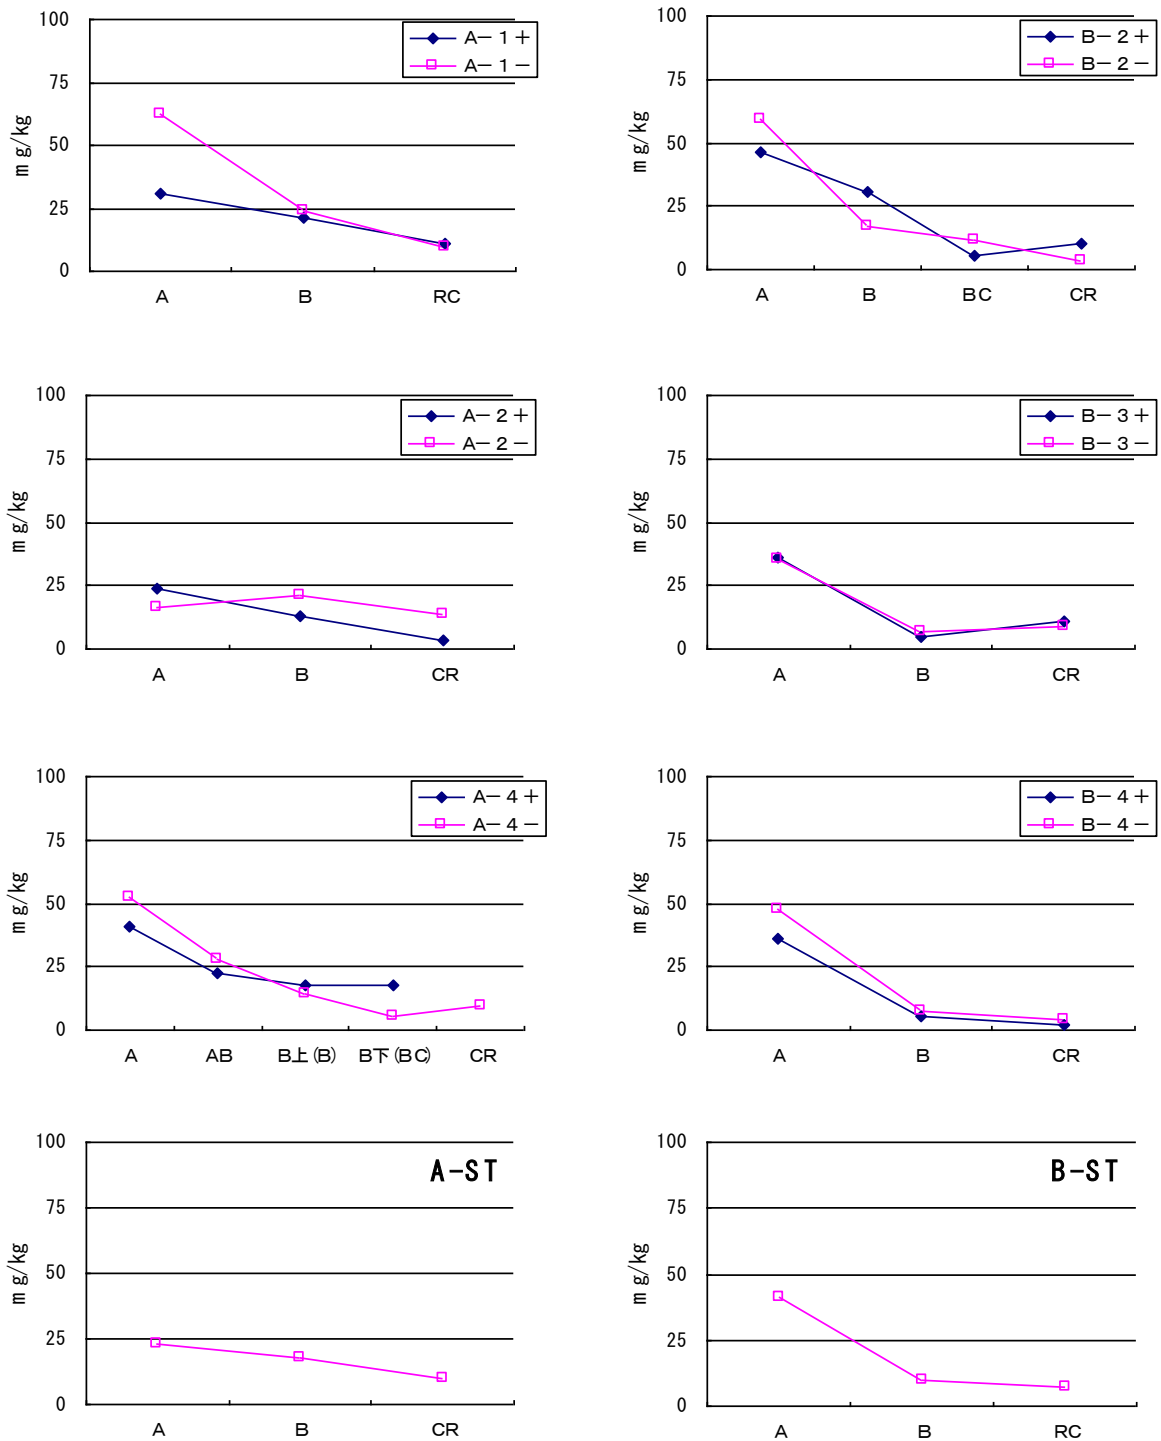 100
75
50
25
0
mg/kg
A－1＋
A－1－
A
B
RC
100
75
50
25
0
mg/kg
B－2＋
B－2－
A
B
BC
CR
100
75
50
25
0
mg/kg
A－2＋
A－2－
A
B
CR
100
75
50
25
0
mg/kg
B－3＋
B－3－
A
B
CR
100
75
50
25
0
mg/kg
A－4＋
A－4－
A
AB
B上(B)
B下(BC)
CR
100
75
50
25
0
mg/kg
B－4＋
B－4－
A
B
CR
100
75
50
25
0
mg/kg
A-ST
A
B
CR
100
75
50
25
0
mg/kg
B-ST
A
B
RC